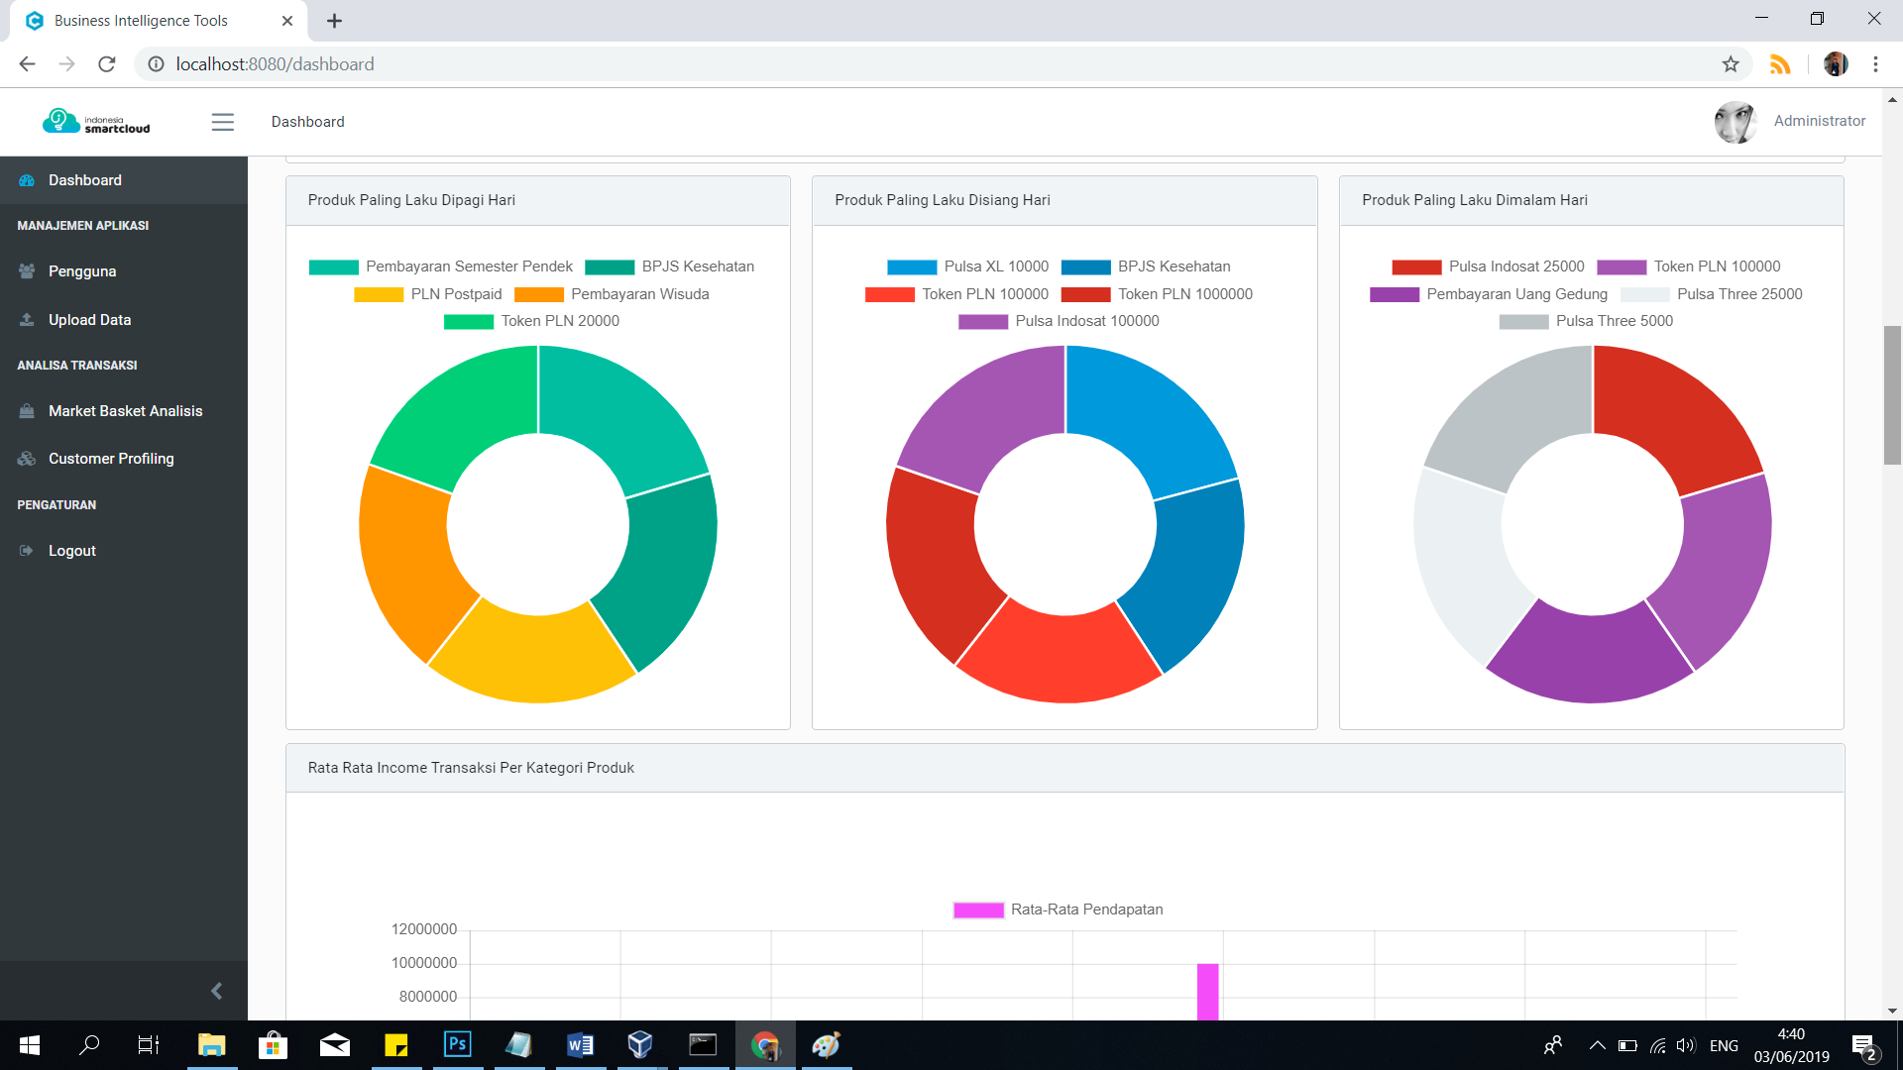 Business Intelligence Tools
localhost:8080/dashboard
indonesia
smartcloud
Dashboard
Administrator
Dashboard
MANAJEMEN APLIKASI
Pengguna
Upload Data
ANALISA TRANSAKSI
Market Basket Analisis
Customer Profiling
PENGATURAN
Logout
Produk Paling Laku Dipagi Hari
Pembayaran Semester Pendek BPJS Kesehatan
PLN Postpaid Pembayaran Wisuda
Token PLN 20000
Produk Paling Laku Disiang Hari
Pulsa XL 10000 BPJS Kesehatan
Token PLN 100000 Token PLN 1000000
Pulsa Indosat 100000
Produk Paling Laku Dimalam Hari
Pulsa Indosat 25000 Token PLN 100000
Pembayaran Uang Gedung Pulsa Three 25000
Pulsa Three 5000
Rata Rata Income Transaksi Per Kategori Produk
Rata-Rata Pendapatan
12000000
10000000
8000000
Ps
ENG
4:40
03/06/2019
2